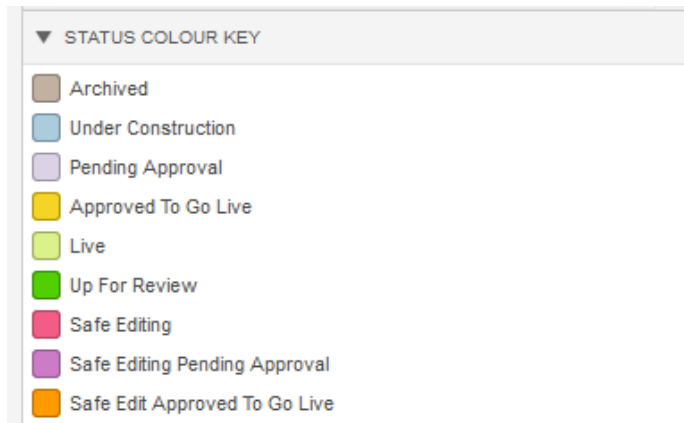 STATUS COLOUR KEY
Archived
Under Construction
Pending Approval
Approved To Go Live
Live
Up For Review
Safe Editing
Safe Editing Pending Approval
Safe Edit Approved To Go Live